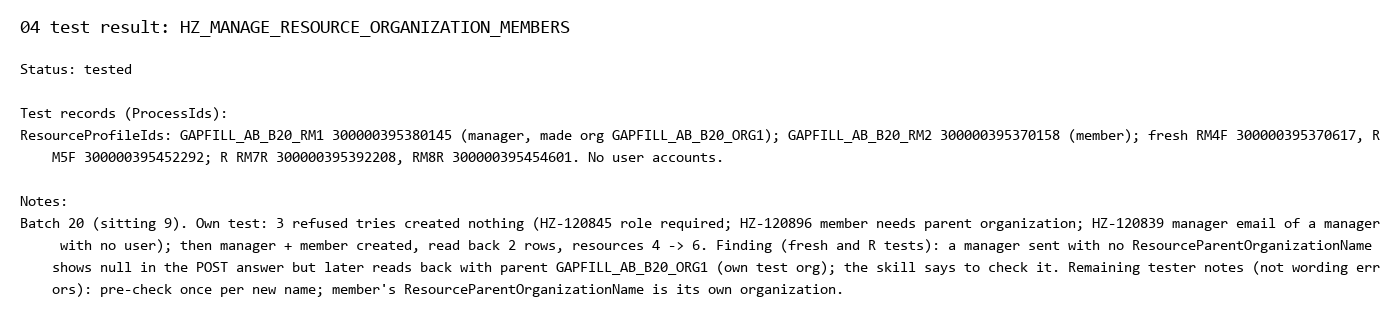 04 test result: HZ_MANAGE_RESOURCE_ORGANIZATION_MEMBERS
Status: tested
Test records (ProcessIds):
ResourceProfileIds: GAPFILL_AB_B20_RM1 300000395380145 (manager, made org GAPFILL_AB_B20_ORG1); GAPFILL_AB_B20_RM2 300000395370158 (member); fresh RM4F 300000395370617, R
M5F 300000395452292; R RM7R 300000395392208, RM8R 300000395454601. No user accounts.
Notes:
Batch 20 (sitting 9). Own test: 3 refused tries created nothing (HZ-120845 role required; HZ-120896 member needs parent organization; HZ-120839 manager email of a manager
with no user); then manager + member created, read back 2 rows, resources 4 -> 6. Finding (fresh and R tests): a manager sent with no ResourceParentOrganizationName
shows null in the POST answer but later reads back with parent GAPFILL_AB_B20_ORG1 (own test org); the skill says to check it. Remaining tester notes (not wording err
ors): pre-check once per new name; member's ResourceParentOrganizationName is its own organization.